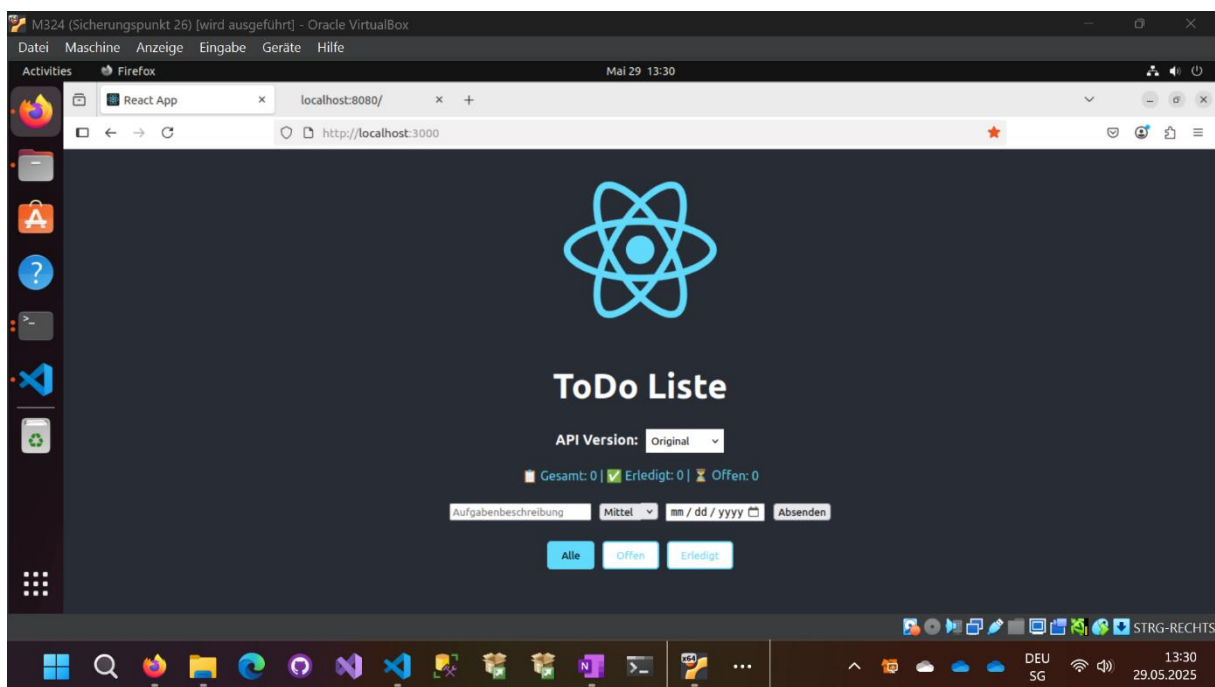 M324 (Sicherungspunkt 26) [wird ausgeführt] - Oracle VirtualBox
Datei Maschine Anzeige Eingabe Geräte Hilfe
Activities Firefox Mai 29 13:30
React App localhost:8080/
http://localhost:3000
ToDo Liste
API Version: Original
Gesamt: 0 | Erledigt: 0 | Offen: 0
Aufgabenbeschreibung Mittel mm / dd / yyyy Absenden
Alle Offen Erledigt
STRG-RECHTS
DEU 13:30
SG 29.05.2025